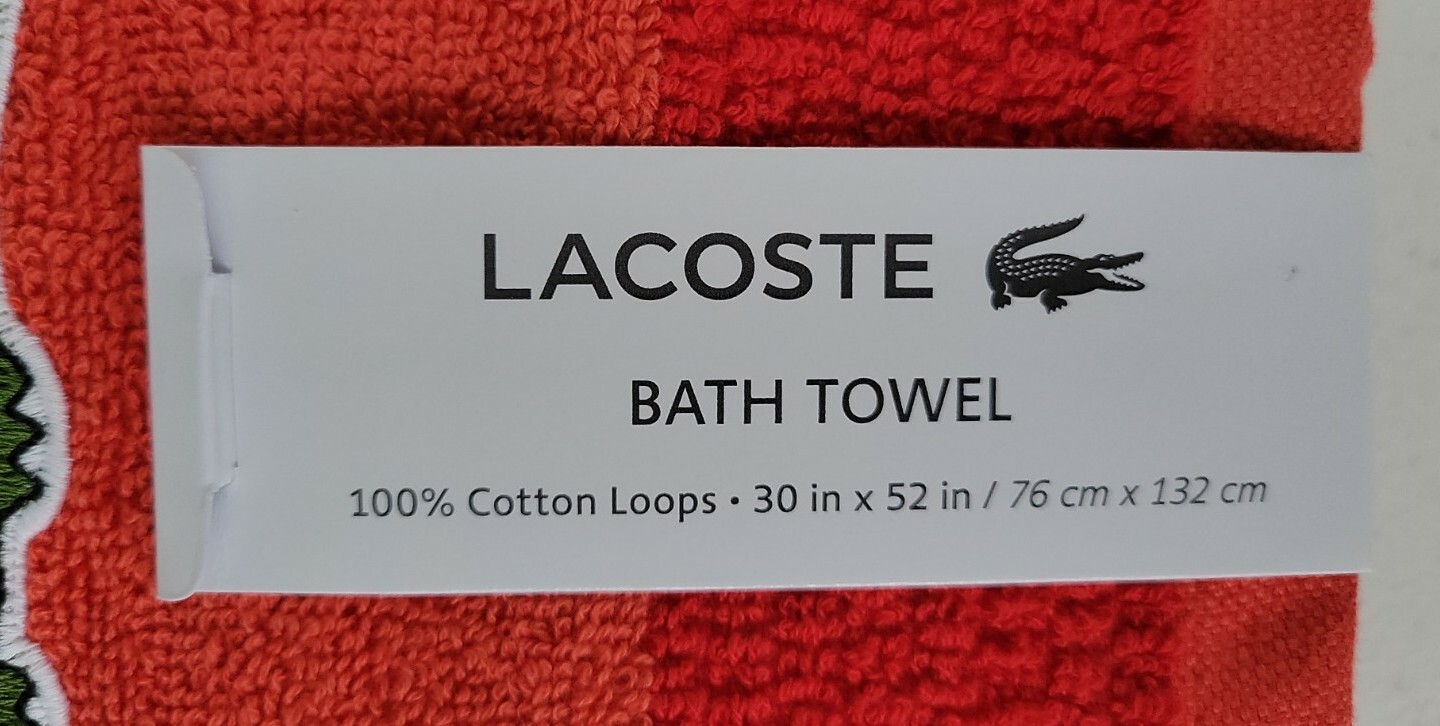 LACOSTE
BATH TOWEL
100% Cotton Loops • 30 in x 52 in / 76 cm x 132 cm